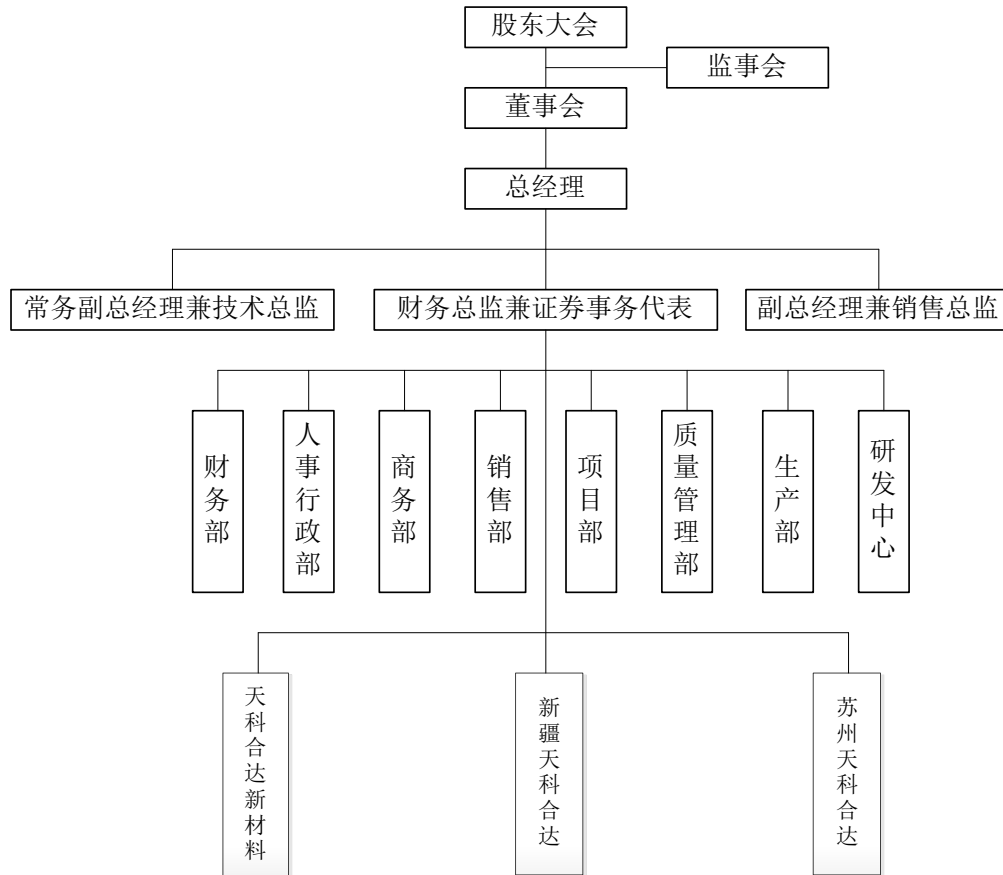 股东大会
监事会
董事会
总经理
常务副总经理兼技术总监
财务总监兼证券事务代表
副总经理兼销售总监
财务部
人事行政部
商务部
销售部
项目部
质量管理部
生产部
研发中心
天科合达新材料
新疆天科合达
苏州天科合达